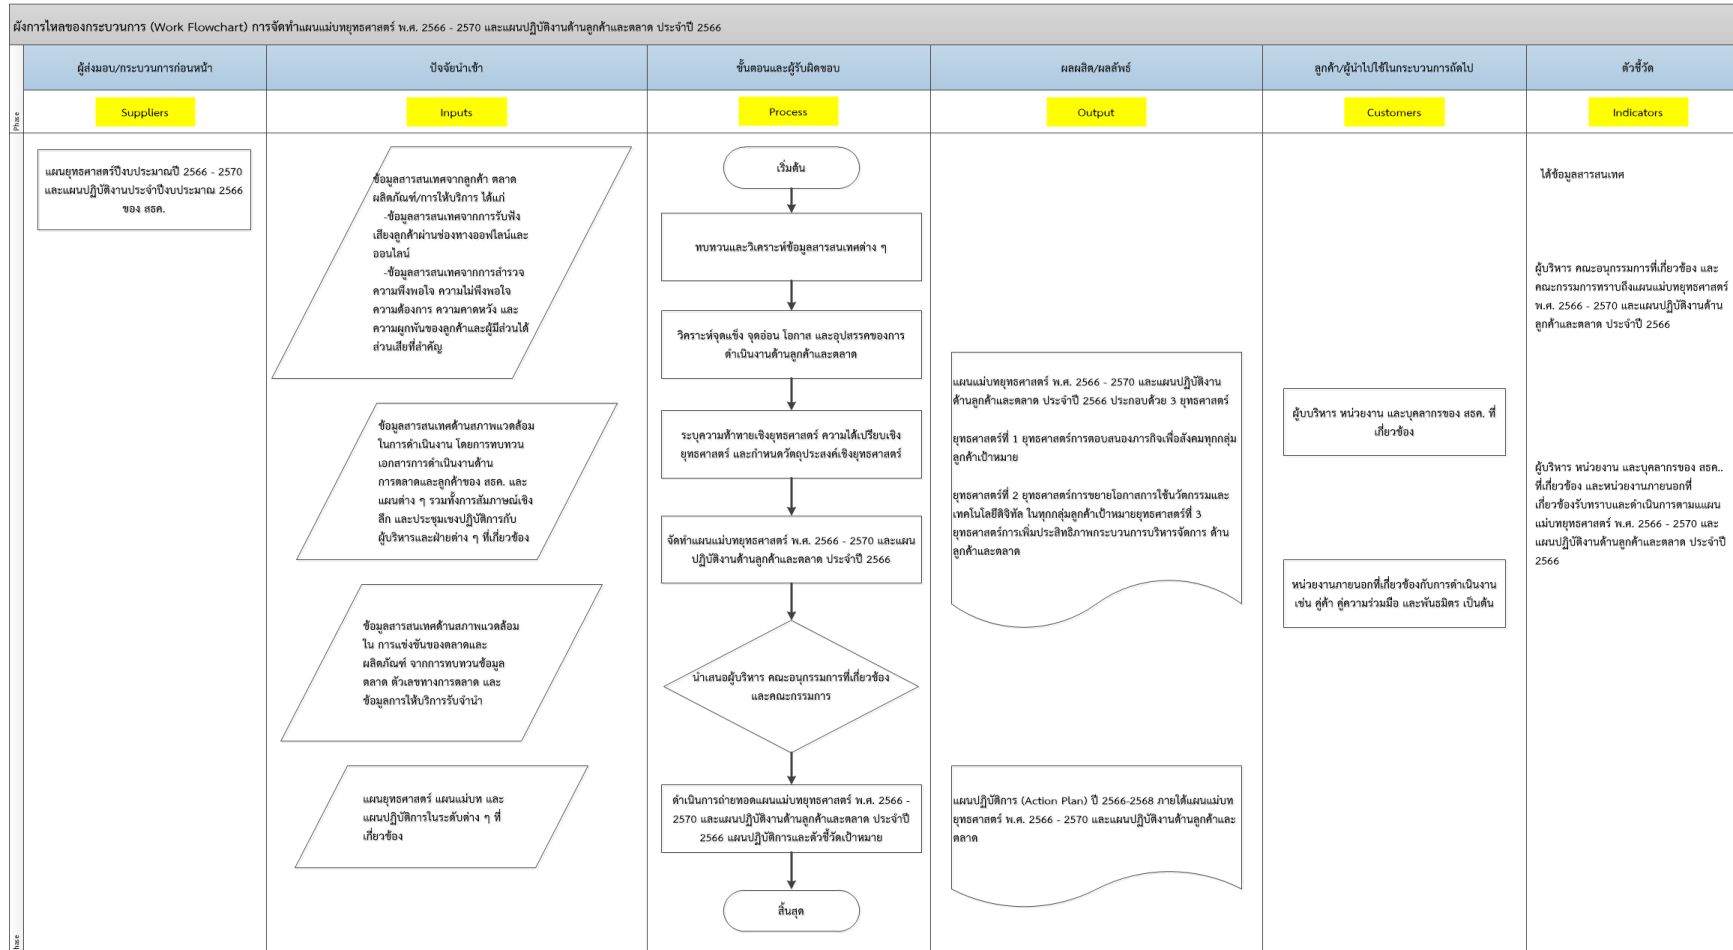 ผังการไหลของกระบวนการ (Work Flowchart) การจัดทำแผนแม่บทยุทธศาสตร์ พ.ศ. 2566 - 2570 และแผนปฏิบัติงานด้านลูกค้าและตลาด ประจำปี 2566
ผู้ส่งมอบ/กระบวนการก่อนหน้า
ปัจจัยนำเข้า
ขั้นตอนและผู้รับผิดชอบ
ผลผลิต/ผลลัพธ์
ลูกค้า/ผู้นำไปใช้ในกระบวนการถัดไป
ตัวชี้วัด
Phase
Suppliers
Inputs
Process
Output
Customers
Indicators
แผนยุทธศาสตร์ปีงบประมาณปี 2566 - 2570
และแผนปฏิบัติงานประจำปีงบประมาณ 2566
ของ สธค.
ข้อมูลสารสนเทศจากลูกค้า ตลาด
ผลิตภัณฑ์/การให้บริการ ได้แก่
-ข้อมูลสารสนเทศจากการรับฟัง
เสียงลูกค้าผ่านช่องทางออฟไลน์และ
ออนไลน์
-ข้อมูลสารสนเทศจากการสำรวจ
ความพึงพอใจ ความไม่พึงพอใจ
ความต้องการ ความคาดหวัง และ
ความผูกพันของลูกค้าและผู้มีส่วนได้
ส่วนเสียที่สำคัญ
ข้อมูลสารสนเทศด้านสภาพแวดล้อม
ในการดำเนินงาน โดยการทบทวน
เอกสารการดำเนินงานด้าน
การตลาดและลูกค้าของ สธค. และ
แผนต่าง ๆ รวมทั้งการสัมภาษณ์เชิง
ลึก และประชุมเชงปฏิบัติการกับ
ผู้บริหารและฝ่ายต่าง ๆ ที่เกี่ยวข้อง
ข้อมูลสารสนเทศด้านสภาพแวดล้อม
ใน การแข่งขันของตลาดและ
ผลิตภัณฑ์ จากการทบทวนข้อมูล
ตลาด ตัวเลขทางการตลาด และ
ข้อมูลการให้บริการรับจำนำ
แผนยุทธศาสตร์ แผนแม่บท และ
แผนปฏิบัติการในระดับต่าง ๆ ที่
เกี่ยวข้อง
เริ่มต้น
ทบทวนและวิเคราะห์ข้อมูลสารสนเทศต่าง ๆ
วิคราะห์จุดแข็ง จุดอ่อน โอกาส และอุปสรรคของการ
ดำเนินงานด้านลูกค้าและตลาด
ระบุความท้าทายเชิงยุทธศาสตร์ ความได้เปรียบเชิง
ยุทธศาสตร์ และกำหนดวัตถุประสงค์เชิงยุทธศาสตร์
จัดทำแผนแม่บทยุทธศาสตร์ พ.ศ. 2566 - 2570 และแผน
ปฏิบัติงานด้านลูกค้าและตลาด ประจำปี 2566
นำเสนอผู้บริหาร คณะอนุกรรมการที่เกี่ยวข้อง
และคณะกรรมการ
ดำเนินการถ่ายทอดแผนแม่บทยุทธศาสตร์ พ.ศ. 2566 -
2570 และแผนปฏิบัติงานด้านลูกค้าและตลาด ประจำปี
2566 แผนปฏิบัติการและตัวชี้วัดเป้าหมาย
สิ้นสุด
แผนแม่บทยุทธศาสตร์ พ.ศ. 2566 - 2570 และแผนปฏิบัติงาน
ด้านลูกค้าและตลาด ประจำปี 2566 ประกอบด้วย 3 ยุทธศาสตร์
ยุทธศาสตร์ที่ 1 ยุทธศาสตร์การตอบสนองภารกิจเพื่อสังคมทุกกลุ่ม
ลูกค้าเป้าหมาย
ยุทธศาสตร์ที่ 2 ยุทธศาสตร์การขยายโอกาสการใช้นวัตกรรมและ
เทคโนโลยีดิจิทัล ในทุกกลุ่มลูกค้าเป้าหมายยุทธศาสตร์ที่ 3
ยุทธศาสตร์การเพิ่มประสิทธิภาพกระบวนการบริหารจัดการ ด้าน
ลูกค้าและตลาด
แผนปฏิบัติการ (Action Plan) ปี 2566-2568 ภายใต้แผนแม่บท
ยุทธศาสตร์ พ.ศ. 2566 - 2570 และแผนปฏิบัติงานด้านลูกค้าและ
ตลาด
ผู้บบริหาร หน่วยงาน และบุคลากรของ สธค. ที่
เกี่ยวข้อง
หน่วยงานภายนอกที่เกี่ยวข้องกับการดำเนินงาน
เช่น คู่ค้า คู่ความร่วมมือ และพันธมิตร เป็นต้น
ได้ข้อมูลสารสนเทศ
ผู้บริหาร คณะอนุกรรมการที่เกี่ยวข้อง และ
คณะกรรมการทราบถึงแผนแม่บทยุทธศาสตร์
พ.ศ. 2566 - 2570 และแผนปฏิบัติงานด้าน
ลูกค้าและตลาด ประจำปี 2566
ผู้บริหาร หน่วยงาน และบุคลากรของ สธค..
ที่เกี่ยวข้อง และหน่วยงานภายนอกที่
เกี่ยวข้องรับทราบและดำเนินการตามแแผน
แม่บทยุทธศาสตร์ พ.ศ. 2566 - 2570 และ
แผนปฏิบัติงานด้านลูกค้าและตลาด ประจำปี
2566